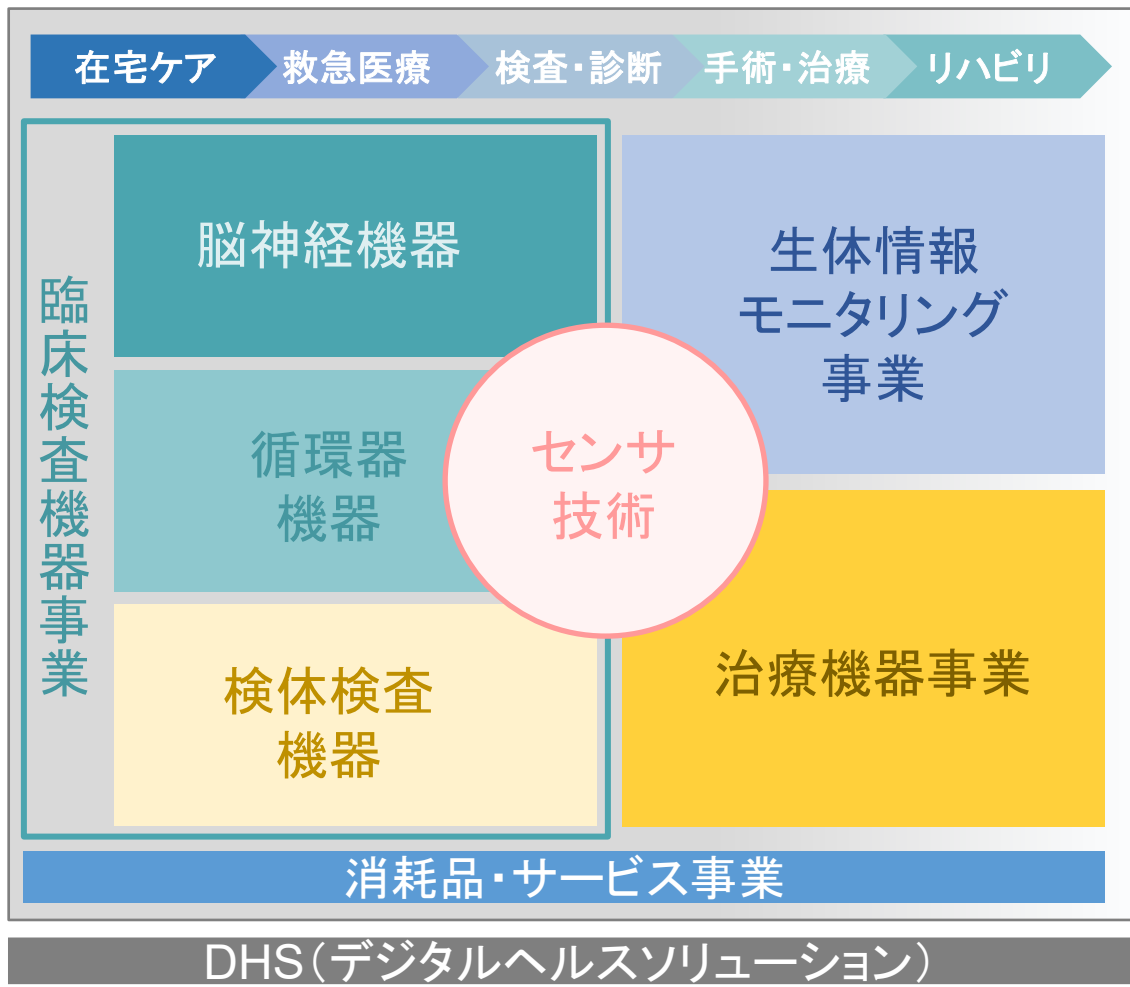 在宅ケア
救急医療
検査・診断
手術・治療
リハビリ
臨床検査機器事業
脳神経機器
循環器
機器
検体検査
機器
センサ
技術
生体情報
モニタリング
事業
治療機器事業
消耗品・サービス事業
DHS（デジタルヘルスソリューション）